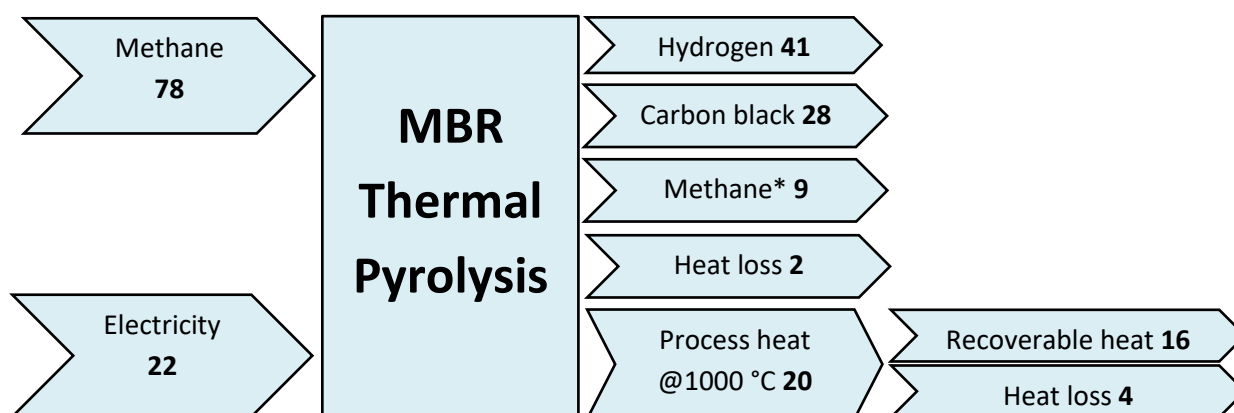 Methane
78
Electricity
22
MBR
Thermal
Pyrolysis
Hydrogen 41
Carbon black 28
Methane* 9
Heat loss 2
Process heat
@1000 °C 20
Recoverable heat 16
Heat loss 4